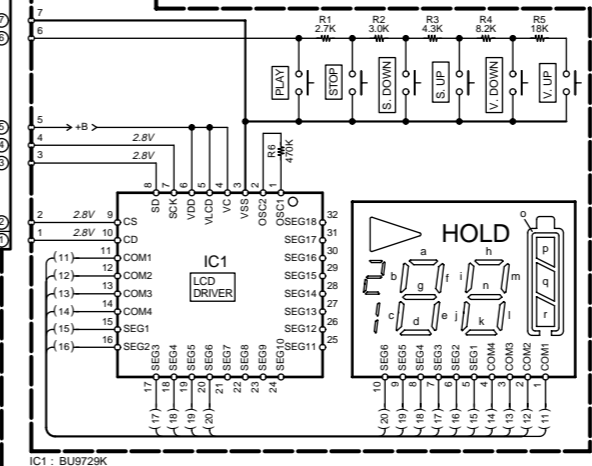 7
R1 R2 R3 R4 R5
6 2.7K 3.0K 4.3K 8.2K 18K
PLAY STOP S. DOWN S. UP V. DOWN V. UP
5 +B
4 2.8V
3 2.8V
R6 470K
8 7 6 5 4 3 2 1
SD SCK VDD VLCD VC VSS OSC2 OSC1
2 2.8V 9 CS
1 2.8V 10 CD
(11) 11 COM1
(12) 12 COM2
(13) 13 COM3
(14) 14 COM4
(15) 15 SEG1
(16) 16 SEG2
IC1
LCD
DRIVER
SEG18 32
SEG17 31
SEG16 30
SEG15 29
SEG14 28
SEG13 27
SEG12 26
SEG11 25
SEG3 SEG4 SEG5 SEG6 SEG7 SEG8 SEG9 SEG10
17 18 19 20 21 22 23 24
(17) (18) (19) (20)
HOLD
o
a h
b f i m p
g n q
c e j l r
d k
SEG6 SEG5 SEG4 SEG3 SEG2 SEG1 COM4 COM3 COM2 COM1
10 9 8 7 6 5 4 3 2 1
(20) (19) (18) (17) (16) (15) (14) (13) (12) (11)
IC1 : BU9729K